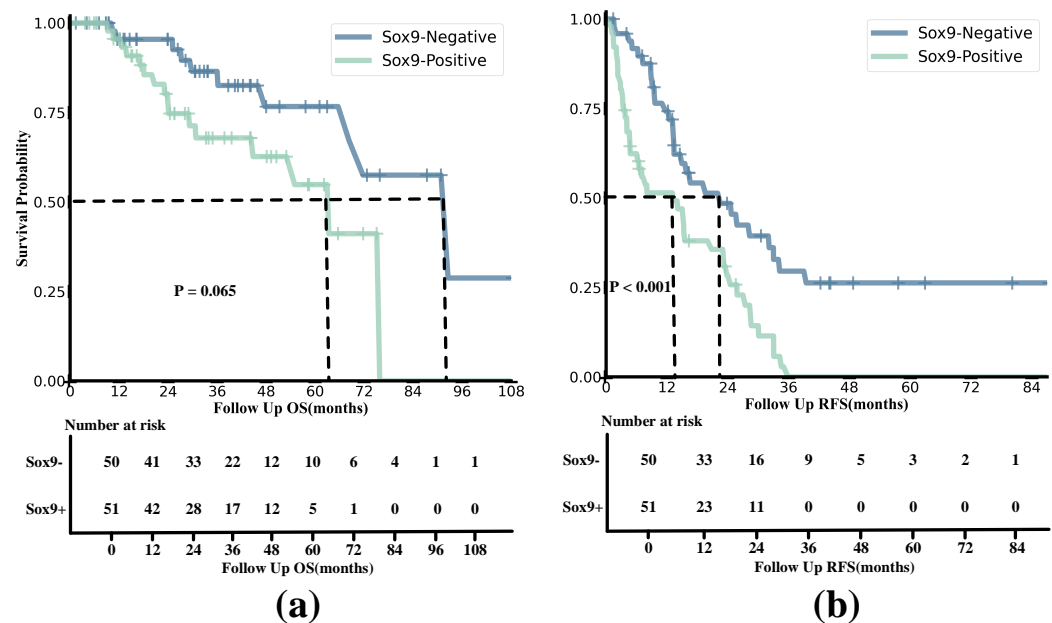 1.00
0.75
0.50
0.25
0.00
Survival Probability
Sox9-Negative
Sox9-Positive
P = 0.065
0 12 24 36 48 60 72 84 96 108
Follow Up OS(months)
Number at risk
Sox9- 50 41 33 22 12 10 6 4 1 1
Sox9+ 51 42 28 17 12 5 1 0 0 0
0 12 24 36 48 60 72 84 96 108
Follow Up OS(months)
(a)
1.00
0.75
0.50
0.25
0.00
Sox9-Negative
Sox9-Positive
P < 0.001
0 12 24 36 48 60 72 84
Follow Up RFS(months)
Number at risk
Sox9- 50 33 16 9 5 3 2 1
Sox9+ 51 23 11 0 0 0 0 0
0 12 24 36 48 60 72 84
Follow Up RFS(months)
(b)